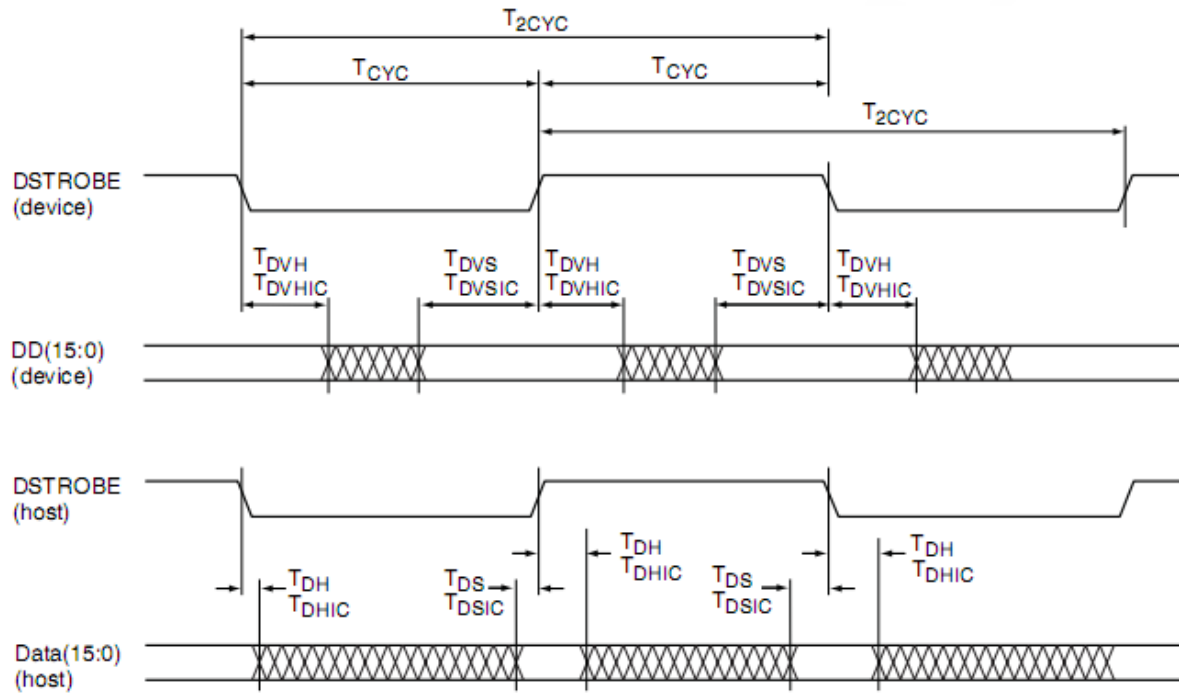 T2CYC
TCYC
TCYC
T2CYC
DSTROBE
(device)
TDVH
TDVHIC
TDVS
TDVSIC
TDVH
TDVHIC
TDVS
TDVSIC
TDVH
TDVHIC
DD(15:0)
(device)
DSTROBE
(host)
TDH
TDHIC
TDS
TDSIC
TDH
TDHIC
TDS
TDSIC
TDH
TDHIC
Data(15:0)
(host)